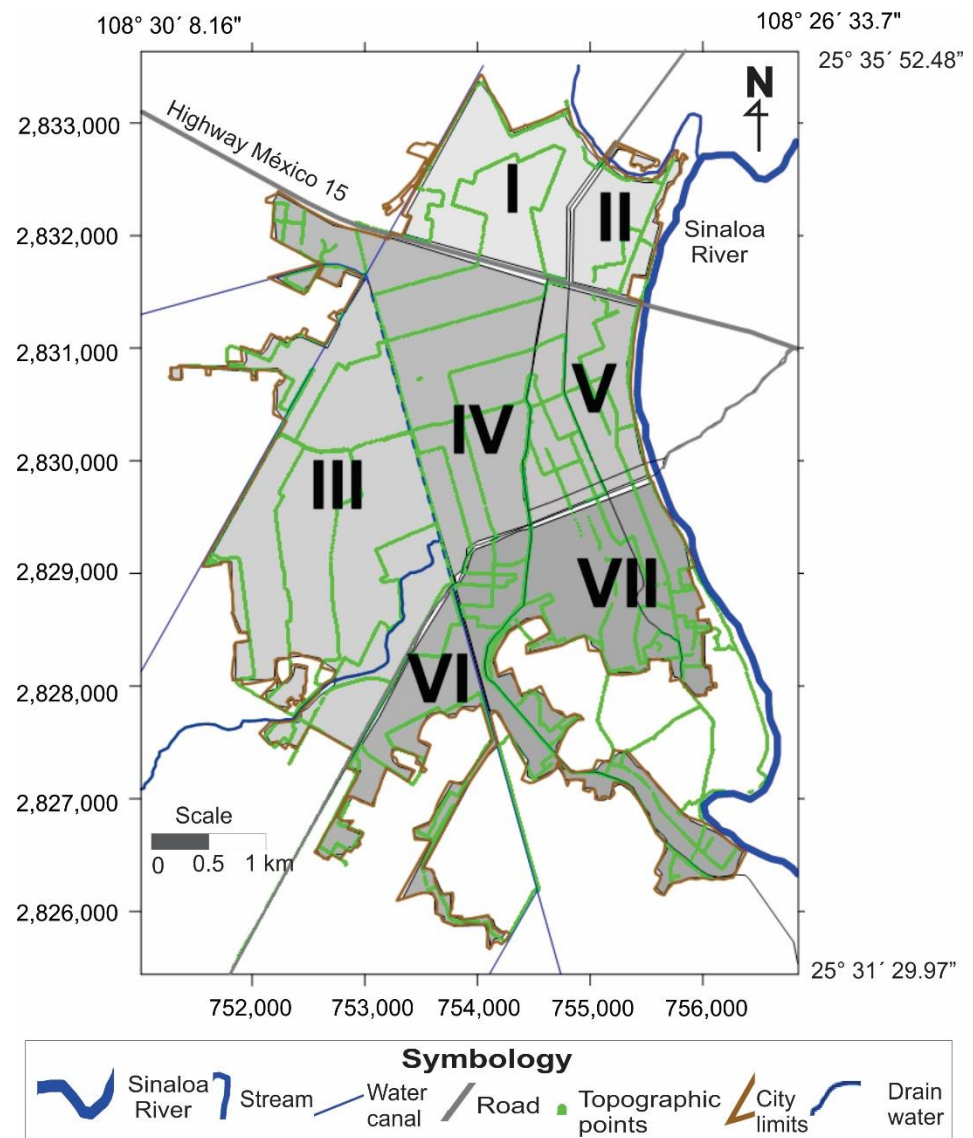 108° 30´ 8.16"
108° 26´ 33.7"
25° 35´ 52.48"
N
2,833,000
Highway México 15
I
II
2,832,000
Sinaloa
River
2,831,000
V
IV
2,830,000
III
2,829,000
VII
VI
2,828,000
2,827,000
Scale
0 0.5 1 km
2,826,000
25° 31´ 29.97"
752,000 753,000 754,000 755,000 756,000
Symbology
Sinaloa
River
Stream
Water
canal
Road
Topographic
points
City
limits
Drain
water